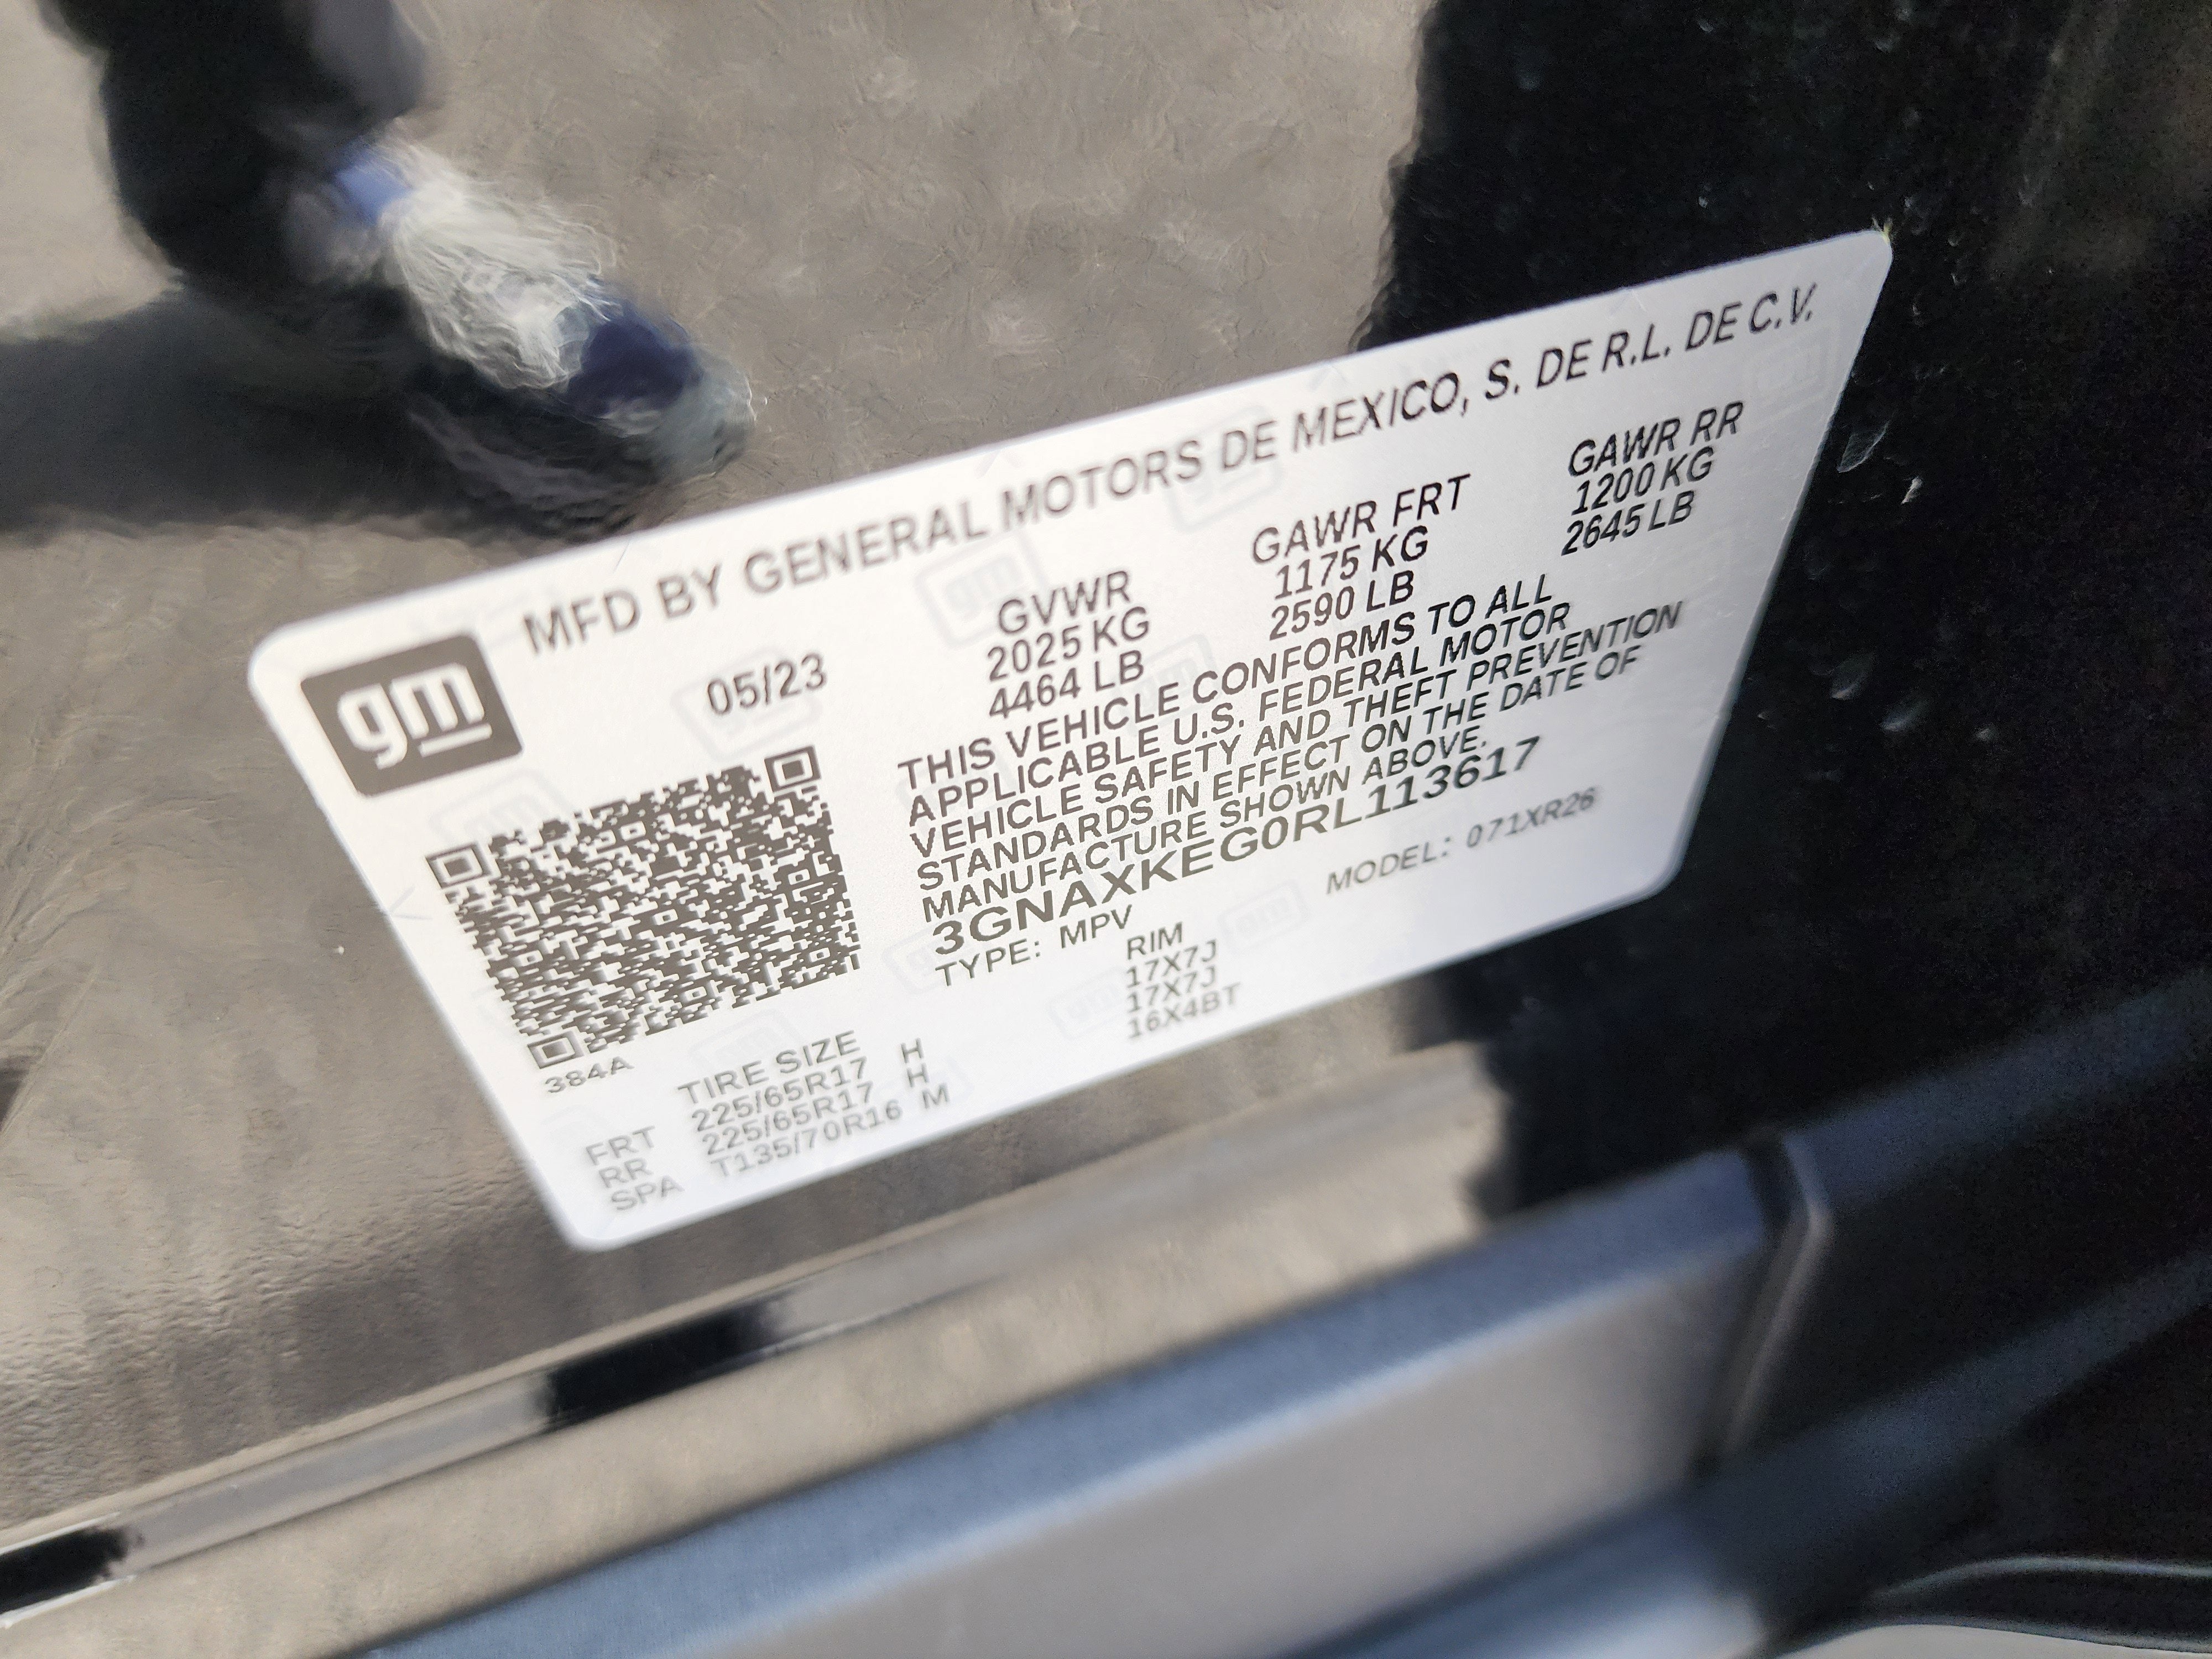 MFD BY GENERAL MOTORS DE MEXICO, S. DE R.L. DE C.V.
gm
05/23
GVWR
2025 KG
4464 LB
GAWR FRT
1175 KG
2590 LB
GAWR RR
1200 KG
2645 LB
THIS VEHICLE CONFORMS TO ALL
APPLICABLE U.S. FEDERAL MOTOR
VEHICLE SAFETY AND THEFT PREVENTION
STANDARDS IN EFFECT ON THE DATE OF
MANUFACTURE SHOWN ABOVE.
3GNAXKEG0RL113617
TYPE: MPV
MODEL: 071XR26
384A
TIRE SIZE RIM
FRT 225/65R17 H 17X7J
RR 225/65R17 H 17X7J
SPA T135/70R16 M 16X4BT